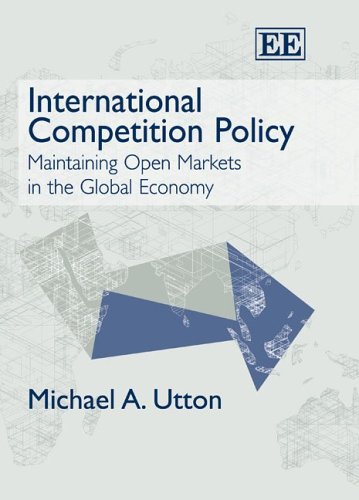 EE
International
Competition Policy
Maintaining Open Markets
in the Global Economy
Michael A. Utton